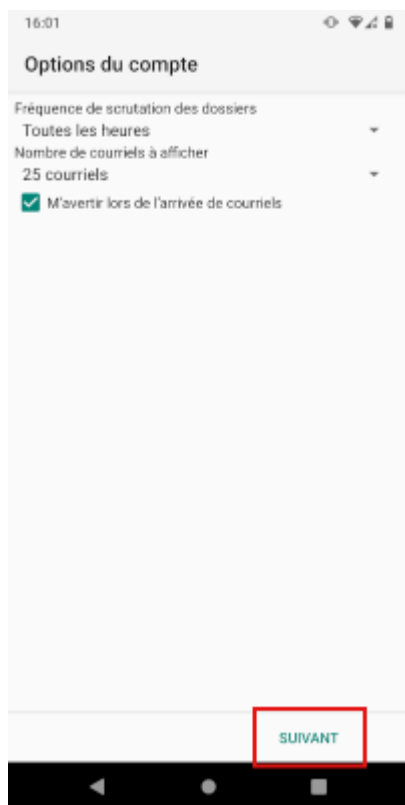 16:01
Options du compte
Fréquence de scrutation des dossiers
Toutes les heures
Nombre de courriels à afficher
25 courriels
M'avertir lors de l'arrivée de courriels
SUIVANT